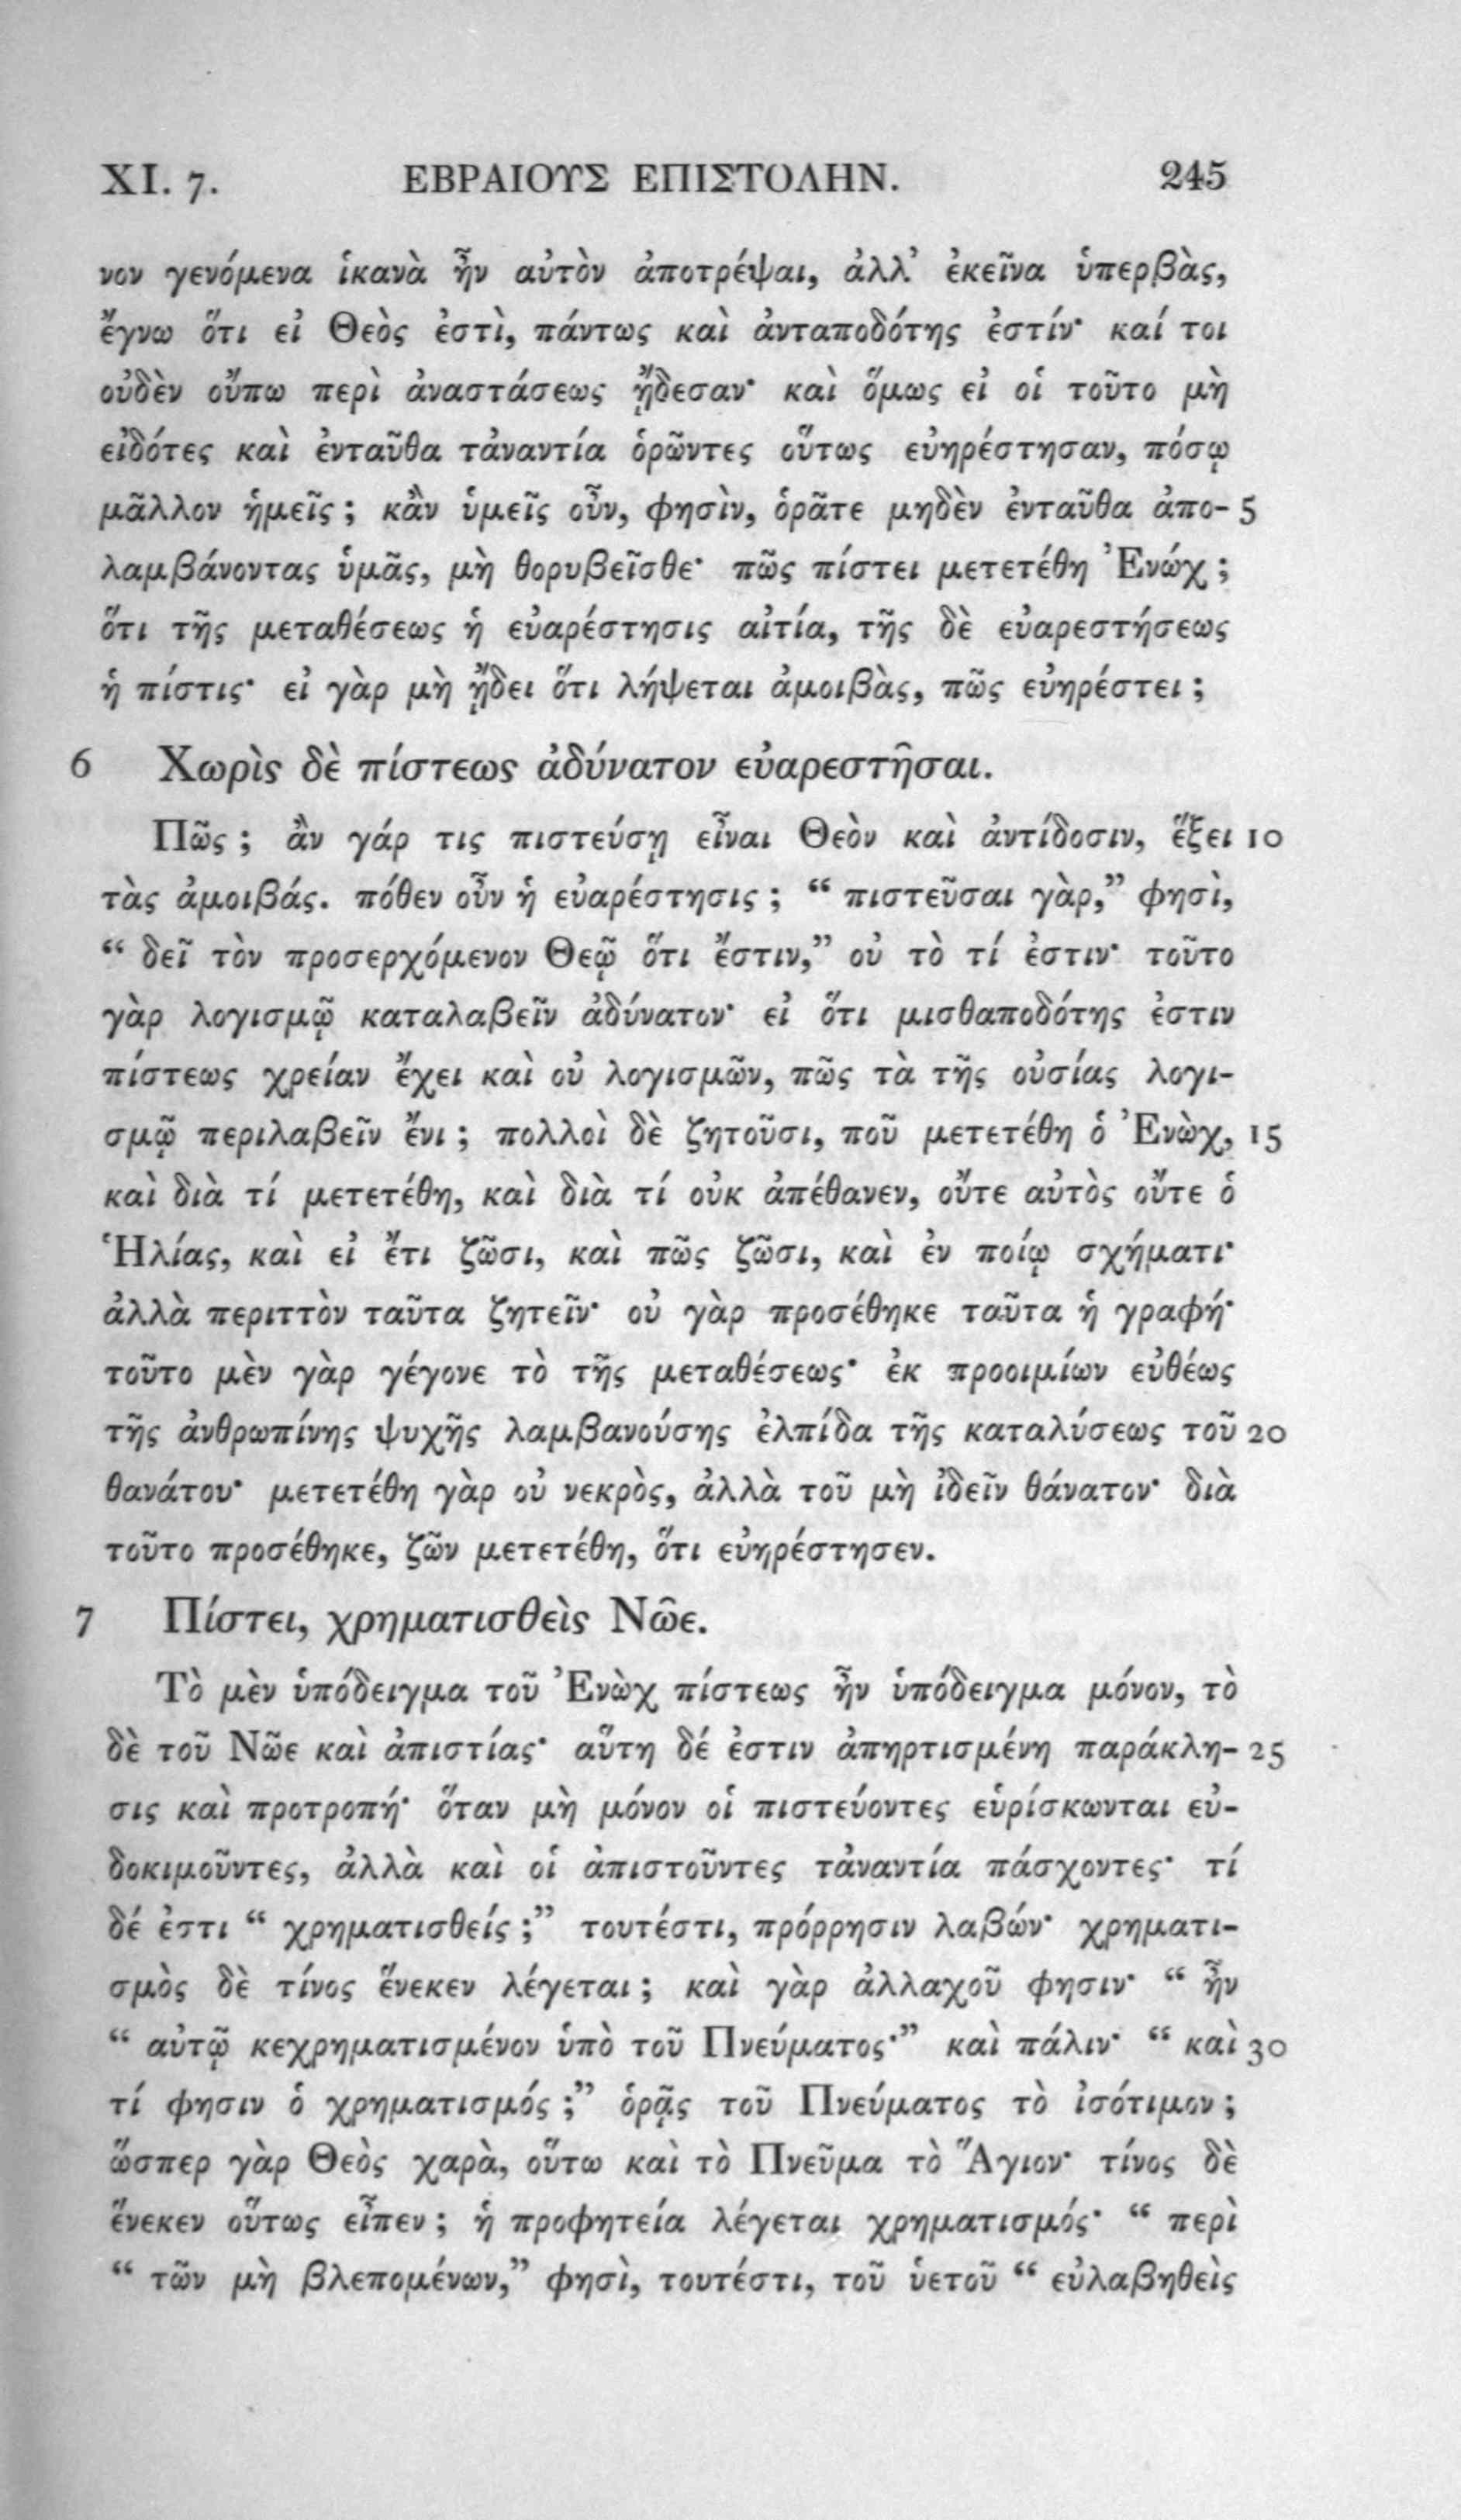 XI. 7. ΕΒΡΑΙΟΥΣ ΕΠΙΣΤΟΛΗΝ. 245
νον γενόμενα ἱκανὰ ἦν αὐτὸν ἀποτρέψαι, ἀλλ' ἐκεῖνα ὑπερβὰς,
ἔγνω ὅτι εἰ Θεὸς ἐστὶ, πάντως καὶ ἀνταποδότης ἐστίν· καί τοι
οὐδὲν οὔπω περὶ ἀναστάσεως ᾔδεσαν· καὶ ὅμως εἰ οἱ τοῦτο μὴ
εἰδότες καὶ ἐνταῦθα τἀναντία ὁρῶντες οὕτως εὐηρέστησαν, πόσῳ
μᾶλλον ἡμεῖς; κἂν ὑμεῖς οὖν, φησὶν, ὁρᾶτε μηδὲν ἐνταῦθα ἀπο- 5
λαμβάνοντας ὑμᾶς, μὴ θορυβεῖσθε· πῶς πίστει μετετέθη Ἐνώχ;
ὅτι τῆς μεταθέσεως ἡ εὐαρέστησις αἰτία, τῆς δὲ εὐαρεστήσεως
ἡ πίστις· εἰ γὰρ μὴ ᾔδει ὅτι λήψεται ἀμοιβὰς, πῶς εὐηρέστει;
6 Χωρὶς δὲ πίστεως ἀδύνατον εὐαρεστῆσαι.
Πῶς; ἂν γάρ τις πιστεύσῃ εἶναι Θεὸν καὶ ἀντίδοσιν, ἕξει 10
τὰς ἀμοιβάς. πόθεν οὖν ἡ εὐαρέστησις; “ πιστεῦσαι γὰρ,” φησὶ,
“ δεῖ τὸν προσερχόμενον Θεῷ ὅτι ἔστιν,” οὐ τὸ τί ἐστιν· τοῦτο
γὰρ λογισμῷ καταλαβεῖν ἀδύνατον· εἰ ὅτι μισθαποδότης ἐστιν
πίστεως χρείαν ἔχει καὶ οὐ λογισμῶν, πῶς τὰ τῆς οὐσίας λογι-
σμῷ περιλαβεῖν ἔνι; πολλοὶ δὲ ζητοῦσι, ποῦ μετετέθη ὁ Ἐνὼχ, 15
καὶ διὰ τί μετετέθη, καὶ διὰ τί οὐκ ἀπέθανεν, οὔτε αὐτὸς οὔτε ὁ
Ἡλίας, καὶ εἰ ἔτι ζῶσι, καὶ πῶς ζῶσι, καὶ ἐν ποίῳ σχήματι·
ἀλλὰ περιττὸν ταῦτα ζητεῖν· οὐ γὰρ προσέθηκε ταῦτα ἡ γραφή·
τοῦτο μὲν γὰρ γέγονε τὸ τῆς μεταθέσεως· ἐκ προοιμίων εὐθέως
τῆς ἀνθρωπίνης ψυχῆς λαμβανούσης ἐλπίδα τῆς καταλύσεως τοῦ 20
θανάτου· μετετέθη γὰρ οὐ νεκρὸς, ἀλλὰ τοῦ μὴ ἰδεῖν θάνατον· διὰ
τοῦτο προσέθηκε, ζῶν μετετέθη, ὅτι εὐηρέστησεν.
7 Πίστει, χρηματισθεὶς Νῶε.
Τὸ μὲν ὑπόδειγμα τοῦ Ἐνὼχ πίστεως ἦν ὑπόδειγμα μόνον, τὸ
δὲ τοῦ Νῶε καὶ ἀπιστίας· αὕτη δέ ἐστιν ἀπηρτισμένη παράκλη- 25
σις καὶ προτροπή· ὅταν μὴ μόνον οἱ πιστεύοντες εὑρίσκωνται εὐ-
δοκιμοῦντες, ἀλλὰ καὶ οἱ ἀπιστοῦντες τἀναντία πάσχοντες· τί
δέ ἐστι “ χρηματισθείς;” τουτέστι, πρόρρησιν λαβών· χρηματι-
σμὸς δὲ τίνος ἕνεκεν λέγεται; καὶ γὰρ ἀλλαχοῦ φησιν· “ ἦν
“ αὐτῷ κεχρηματισμένον ὑπὸ τοῦ Πνεύματος·” καὶ πάλιν· “ καὶ 30
τί φησιν ὁ χρηματισμός;” ὁρᾷς τοῦ Πνεύματος τὸ ἰσότιμον;
ὥσπερ γὰρ Θεὸς χαρὰ, οὕτω καὶ τὸ Πνεῦμα τὸ Ἅγιον· τίνος δὲ
ἕνεκεν οὕτως εἶπεν; ἡ προφητεία λέγεται χρηματισμός· “ περὶ
“ τῶν μὴ βλεπομένων,” φησὶ, τουτέστι, τοῦ ὑετοῦ “ εὐλαβηθεὶς